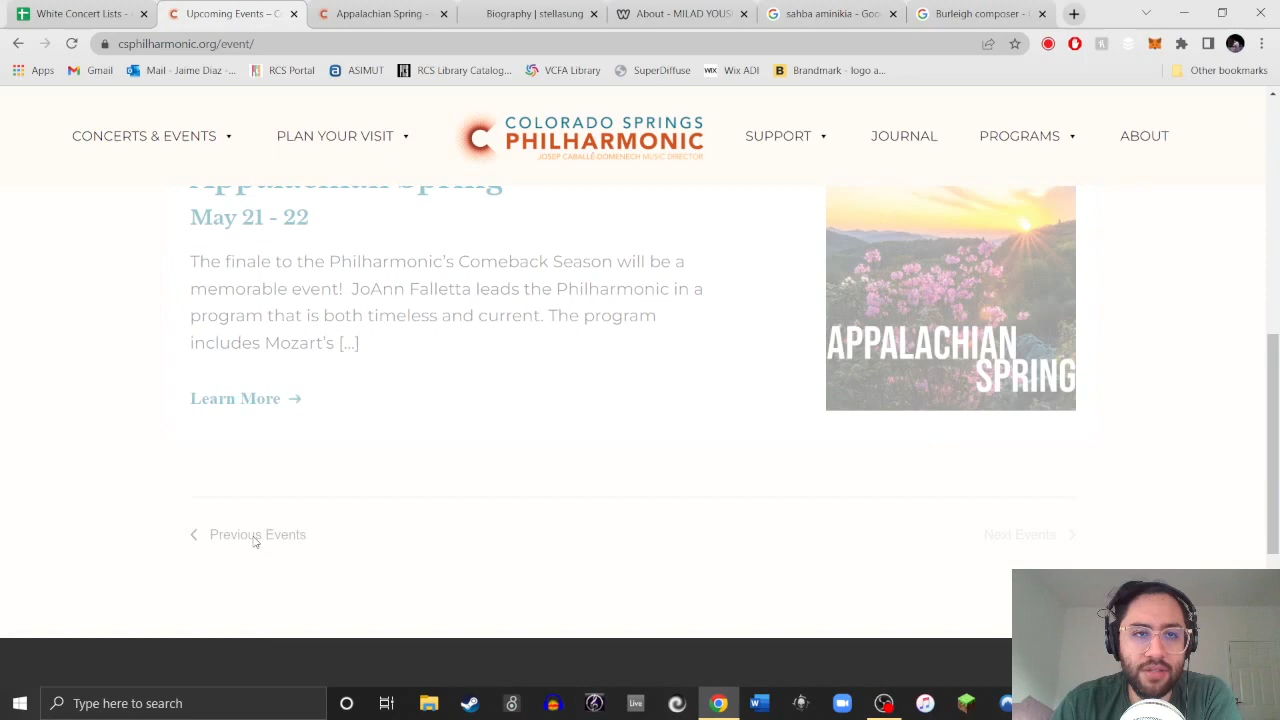 White S
Upcoming E
Appalachian Spring - C
Biography | stellafus
About - MILAD YOUS
sahba aminikia - Goo
Burleigh composer -
csphilharmonic.org/event/
Apps
Gmail
Mail - Jaime Diaz -...
RCS Portal
ASIMUT
RCS Library Catalog...
VCFA Library
SuperDiffuse
Wix ADI
Brandmark - logo a...
Other bookmarks
CONCERTS & EVENTS
PLAN YOUR VISIT
COLORADO SPRINGS
PHILHARMONIC
JOSEP CABALLÉ-DOMENECH MUSIC DIRECTOR
SUPPORT
JOURNAL
PROGRAMS
ABOUT
Appalachian Spring
May 21 - 22
The finale to the Philharmonic’s Comeback Season will be a
memorable event! JoAnn Falletta leads the Philharmonic in a
program that is both timeless and current. The program
includes Mozart’s [...]
Learn More →
APPALACHIAN
SPRING
Previous Events
Next Events
Type here to search
Live